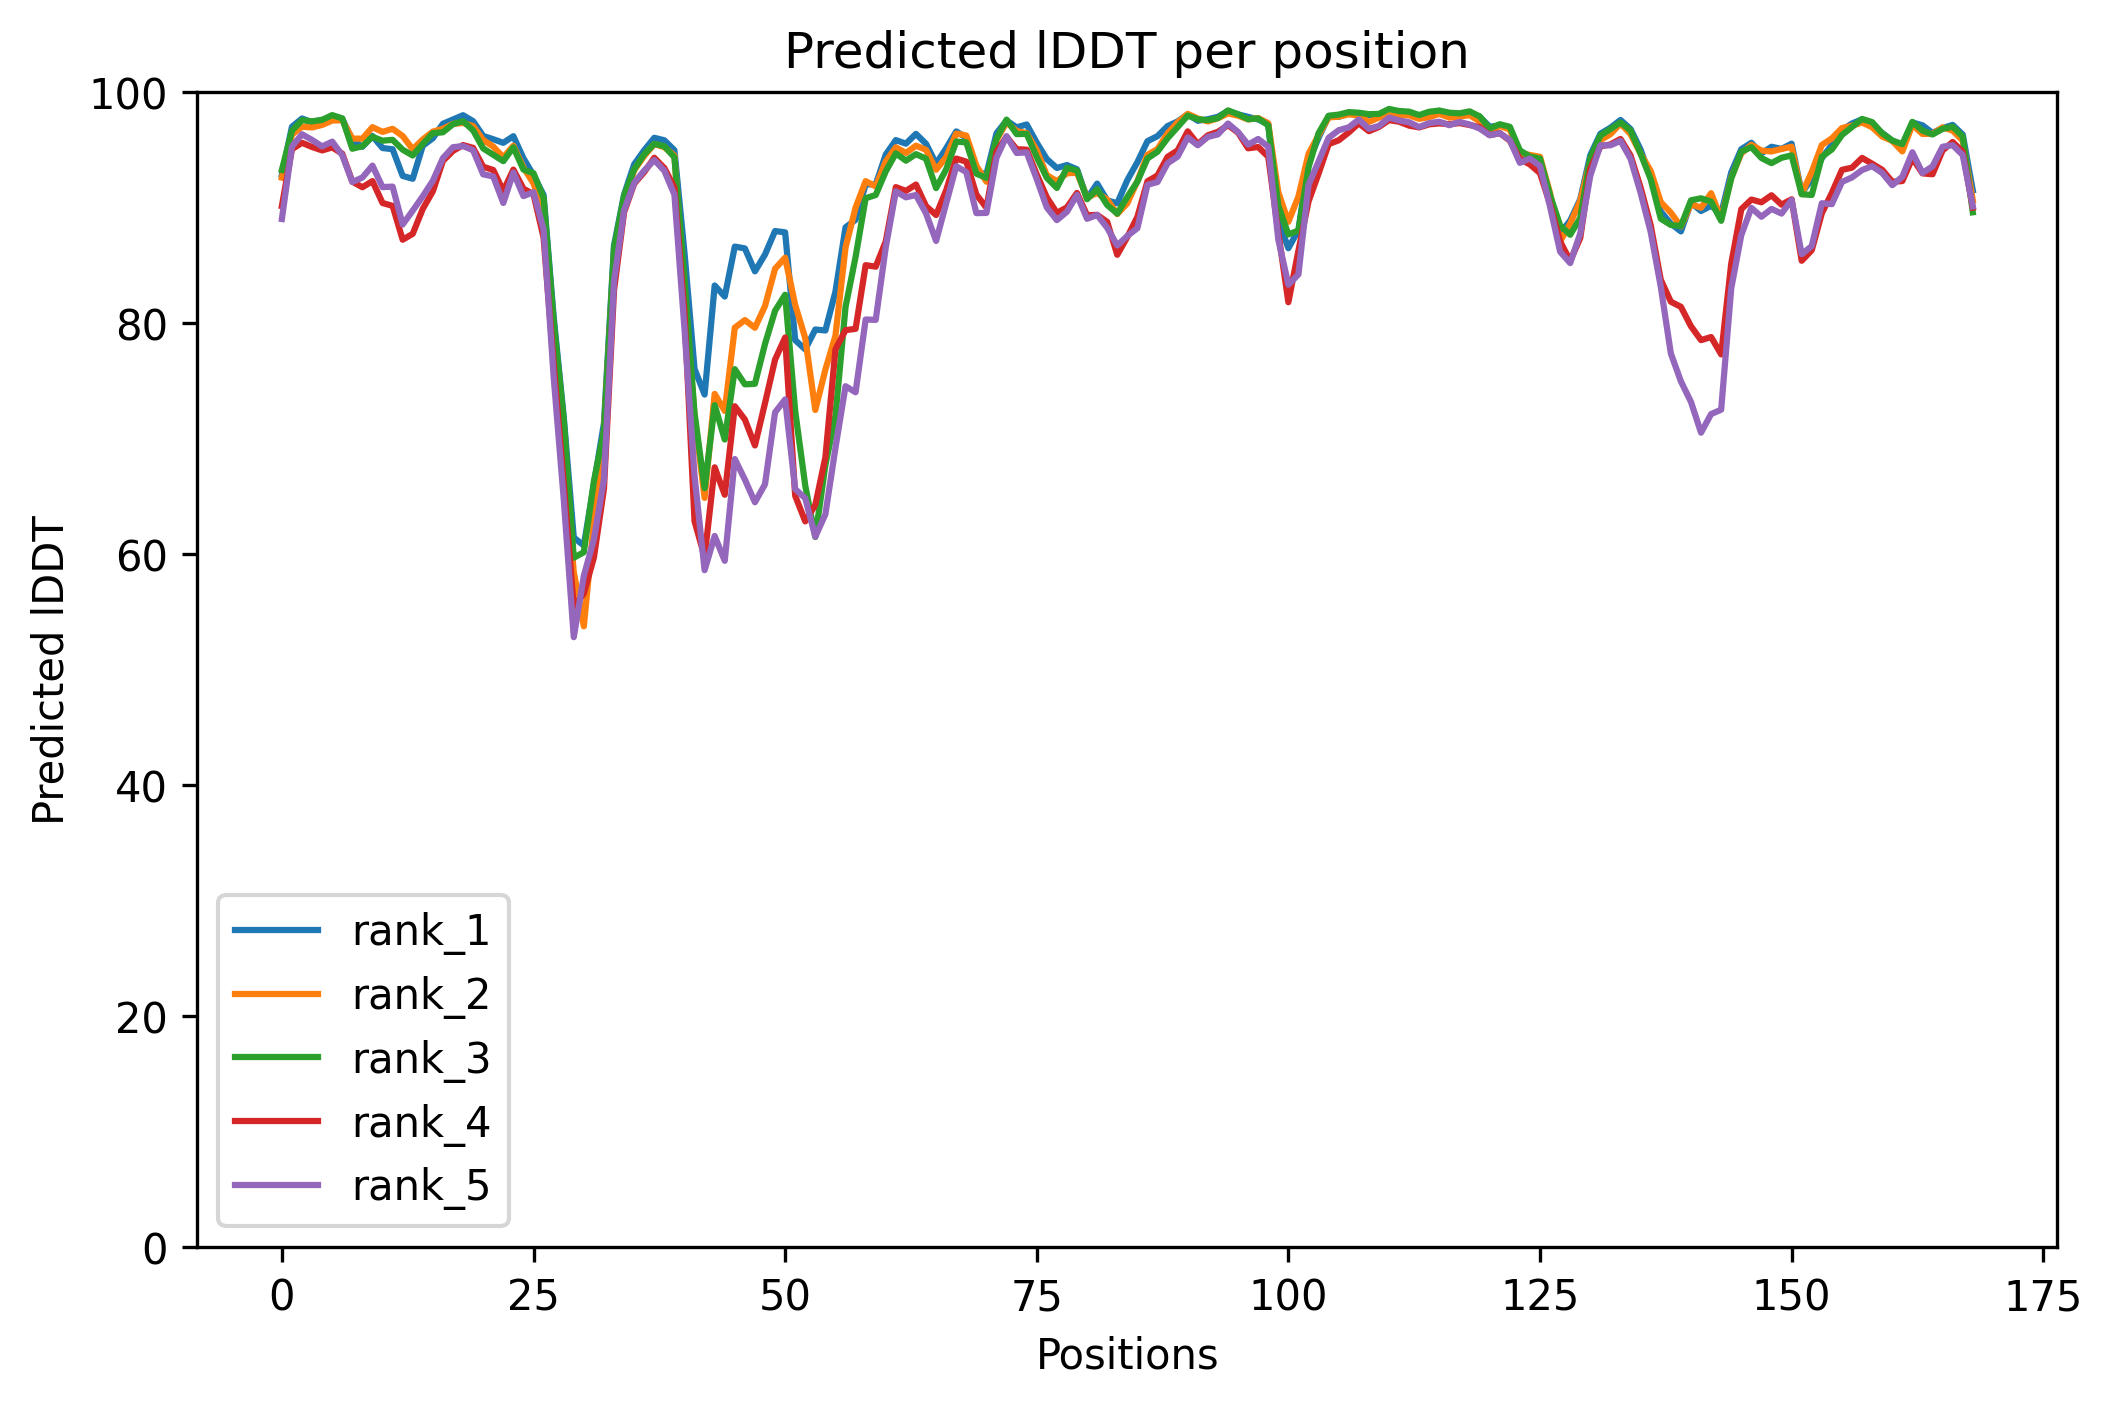 Predicted lDDT per position
100
80
60
40
20
0
Predicted lDDT
rank_1
rank_2
rank_3
rank_4
rank_5
0 25 50 75 100 125 150 175
Positions